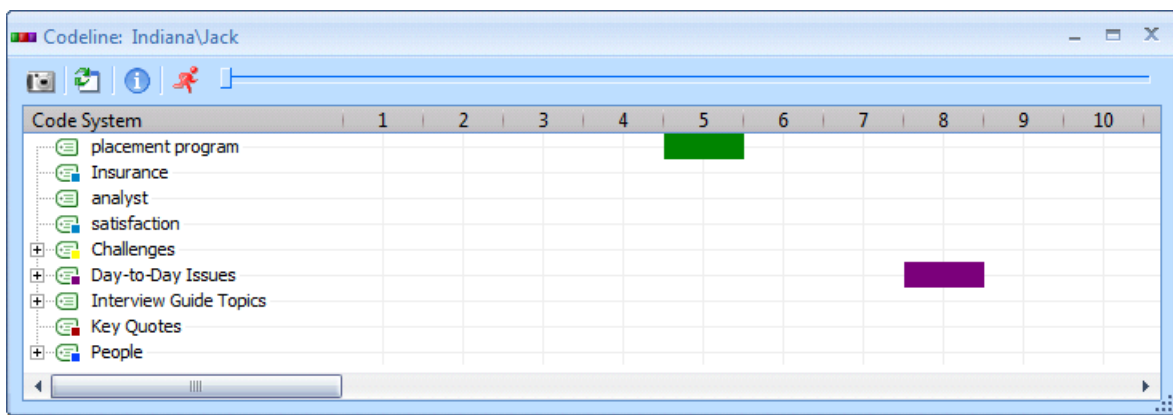 Codeline: Indiana\Jack
Code System 1 2 3 4 5 6 7 8 9 10
placement program
Insurance
analyst
satisfaction
Challenges
Day-to-Day Issues
Interview Guide Topics
Key Quotes
People